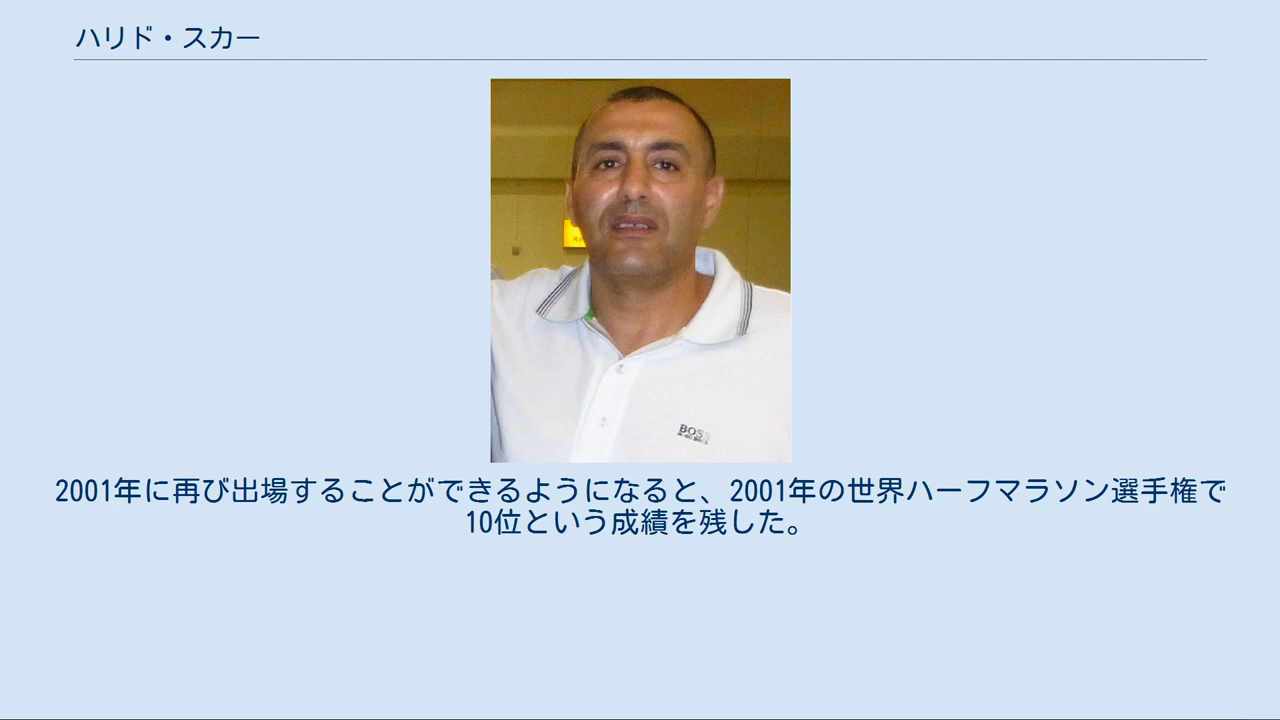 ハリド・スカー
BOSS
2001年に再び出場することができるようになると、2001年の世界ハーフマラソン選手権で
10位という成績を残した。